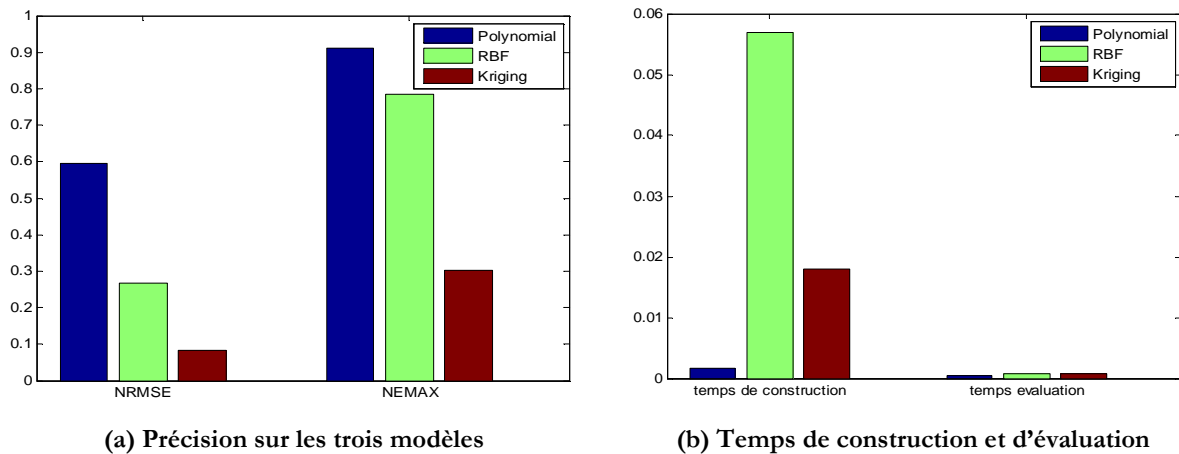 1
0.9
0.8
0.7
0.6
0.5
0.4
0.3
0.2
0.1
0
Polynomial
RBF
Kriging
NRMSE
NEMAX
(a) Précision sur les trois modèles
0.06
0.05
0.04
0.03
0.02
0.01
0
Polynomial
RBF
Kriging
temps de construction
temps evaluation
(b) Temps de construction et d'évaluation